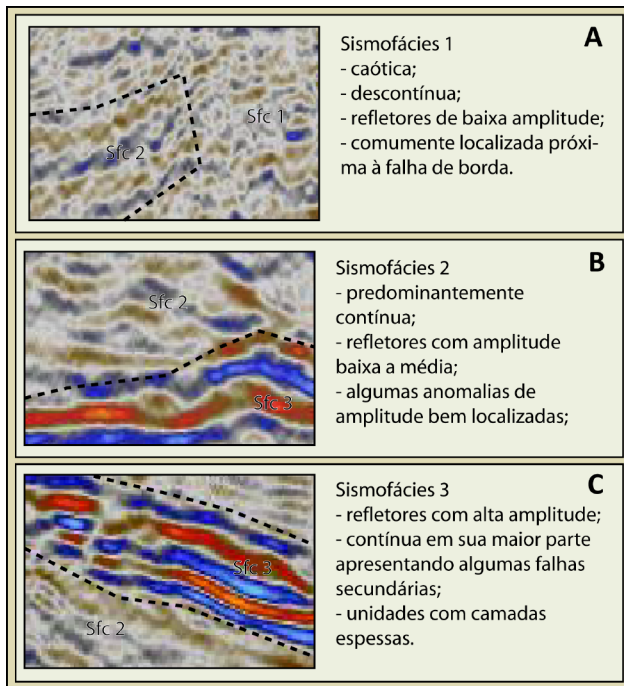 A
Sismofácies 1
- caótica;
- descontínua;
- refletores de baixa amplitude;
- comumente localizada próxi-
ma à falha de borda.
Sfc 1
Sfc 2
B
Sismofácies 2
- predominantemente
contínua;
- refletores com amplitude
baixa a média;
- algumas anomalias de
amplitude bem localizadas;
Sfc 2
Sfc 3
C
Sismofácies 3
- refletores com alta amplitude;
- contínua em sua maior parte
apresentando algumas falhas
secundárias;
- unidades com camadas
espessas.
Sfc 3
Sfc 2